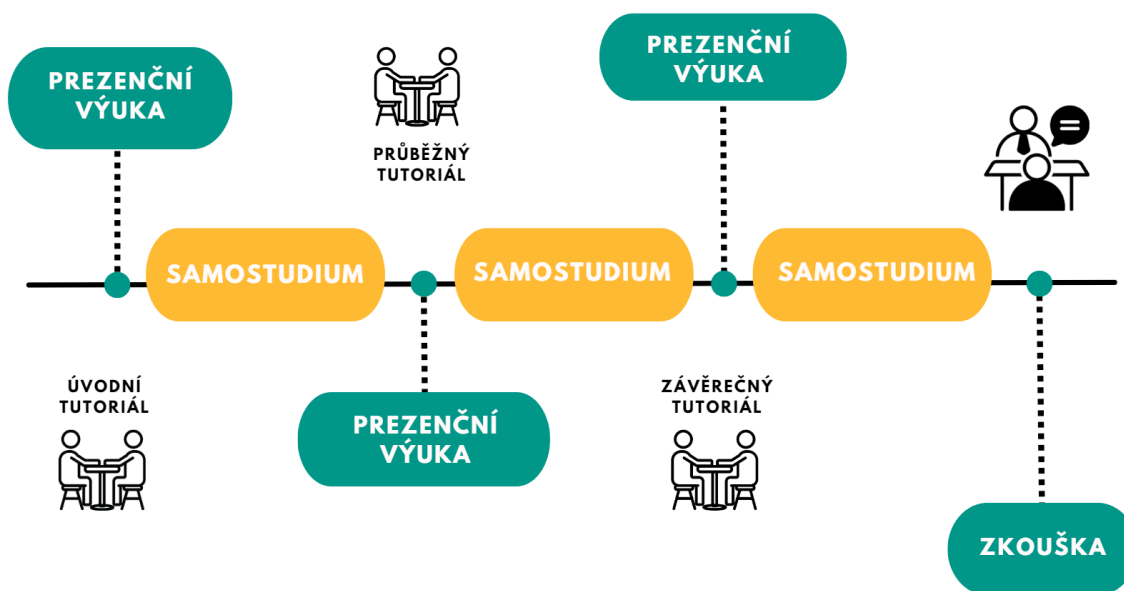 PREZENČNÍ
VÝUKA
PRŮBĚŽNÝ
TUTORIÁL
PREZENČNÍ
VÝUKA
SAMOSTUDIUM
SAMOSTUDIUM
SAMOSTUDIUM
ÚVODNÍ
TUTORIÁL
PREZENČNÍ
VÝUKA
ZÁVĚREČNÝ
TUTORIÁL
ZKOUŠKA